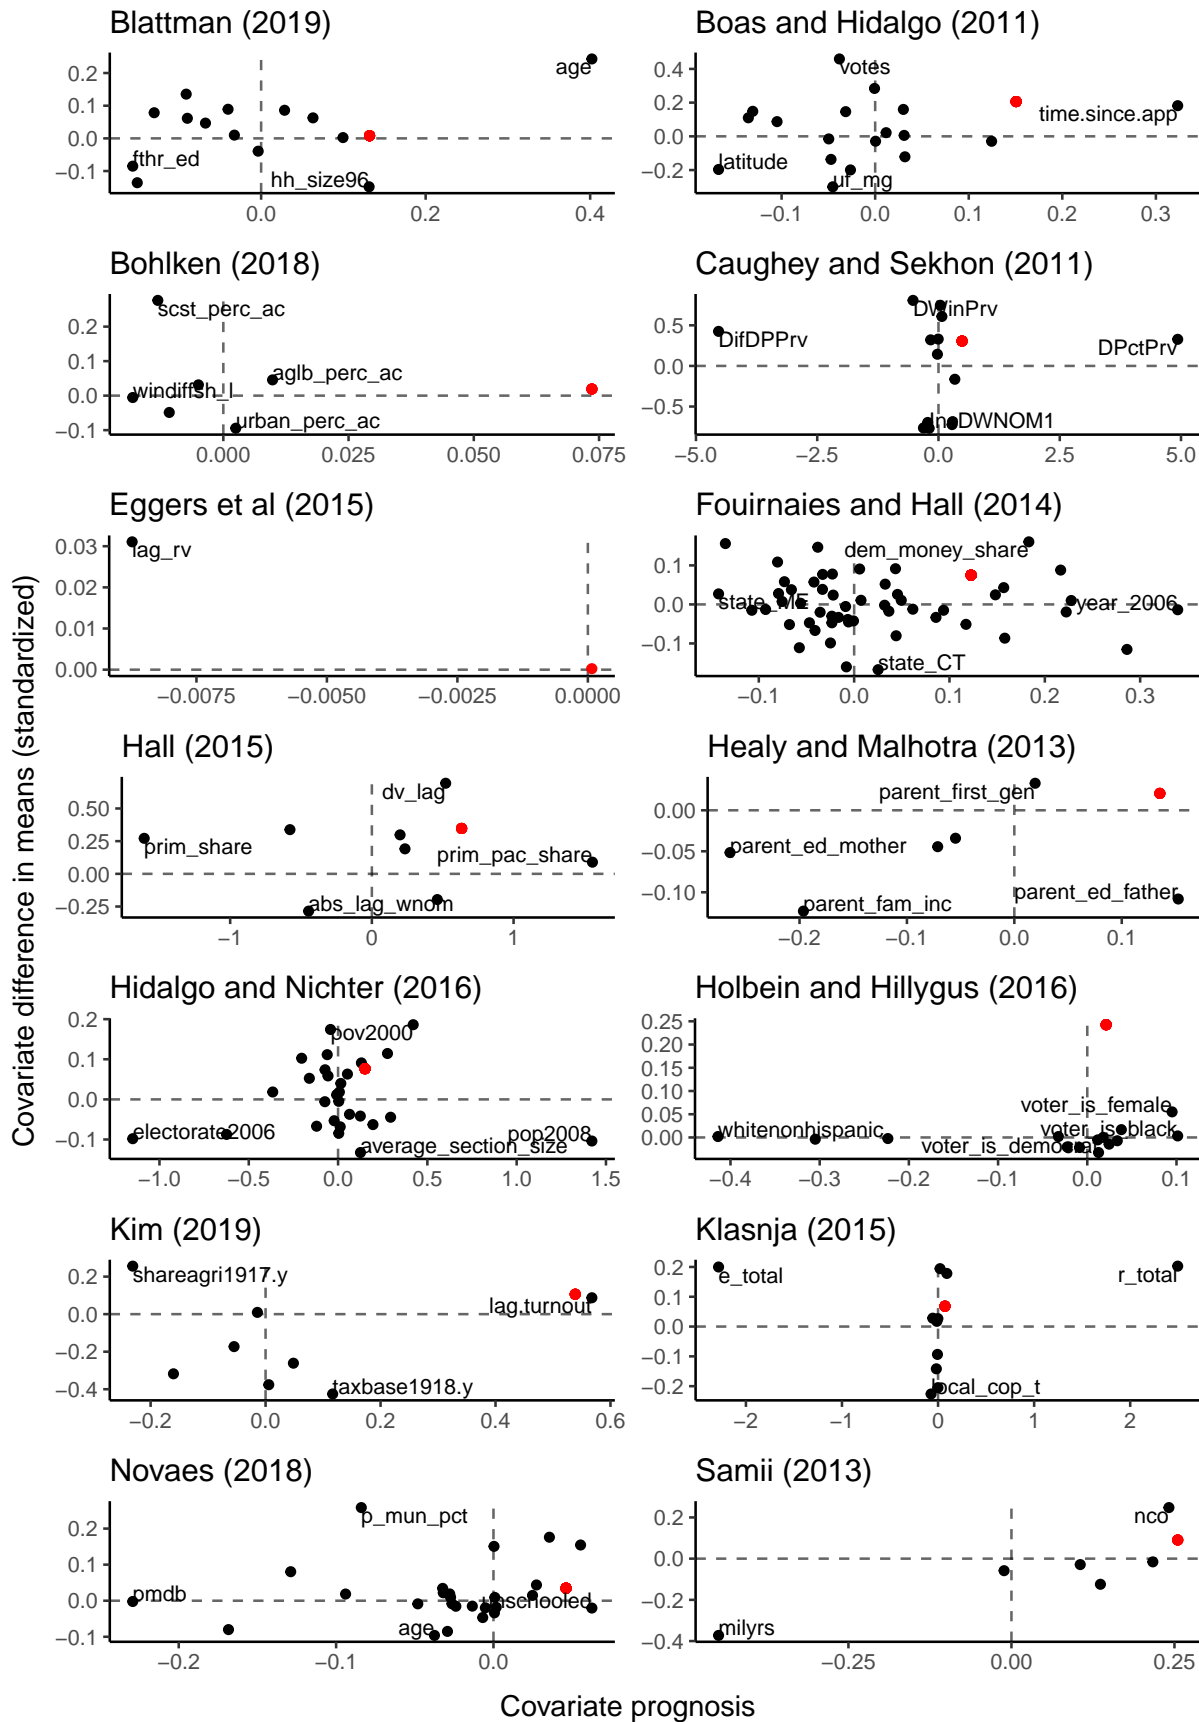 Covariate difference in means (standardized)
Blattman (2019)
0.2
0.1
0.0
−0.1
age
fthr_ed
hh_size96
0.0
0.2
0.4
Boas and Hidalgo (2011)
0.4
0.2
0.0
−0.2
votes
time.since.app
latitude
uf_mg
−0.1
0.0
0.1
0.2
0.3
Bohlken (2018)
0.2
0.1
0.0
−0.1
scst_perc_ac
aglb_perc_ac
windiffsh_l
urban_perc_ac
0.000
0.025
0.050
0.075
Caughey and Sekhon (2011)
0.5
0.0
−0.5
DWinPrv
DifDPPrv
DPctPrv
IncDWNOM1
−5.0
−2.5
0.0
2.5
5.0
Eggers et al (2015)
0.03
0.02
0.01
0.00
lag_rv
−0.0075
−0.0050
−0.0025
0.0000
Fouirnaies and Hall (2014)
0.1
0.0
−0.1
dem_money_share
state_ME
year_2006
state_CT
−0.1
0.0
0.1
0.2
0.3
Hall (2015)
0.50
0.25
0.00
−0.25
dv_lag
prim_share
prim_pac_share
abs_lag_wnom
−1
0
1
Healy and Malhotra (2013)
0.00
−0.05
−0.10
parent_first_gen
parent_ed_mother
parent_ed_father
parent_fam_inc
−0.2
−0.1
0.0
0.1
Hidalgo and Nichter (2016)
0.2
0.1
0.0
−0.1
pov2000
electorate2006
pop2008
average_section_size
−1.0
−0.5
0.0
0.5
1.0
1.5
Holbein and Hillygus (2016)
0.25
0.20
0.15
0.10
0.05
0.00
voter_is_female
whitenonhispanic
voter_is_black
−0.4
−0.3
−0.2
−0.1
0.0
0.1
Kim (2019)
0.2
0.0
−0.2
−0.4
shareagri1917.y
lag.turnout
taxbase1918.y
−0.2
0.0
0.2
0.4
0.6
Klasnja (2015)
0.2
0.1
0.0
−0.1
−0.2
e_total
r_total
local_cop_t
−2
−1
0
1
2
Novaes (2018)
0.2
0.1
0.0
−0.1
p_mun_pct
pmdb
unschooled
age
−0.2
−0.1
0.0
Samii (2013)
0.2
0.0
−0.2
−0.4
nco
milyrs
−0.25
0.00
0.25
Covariate prognosis